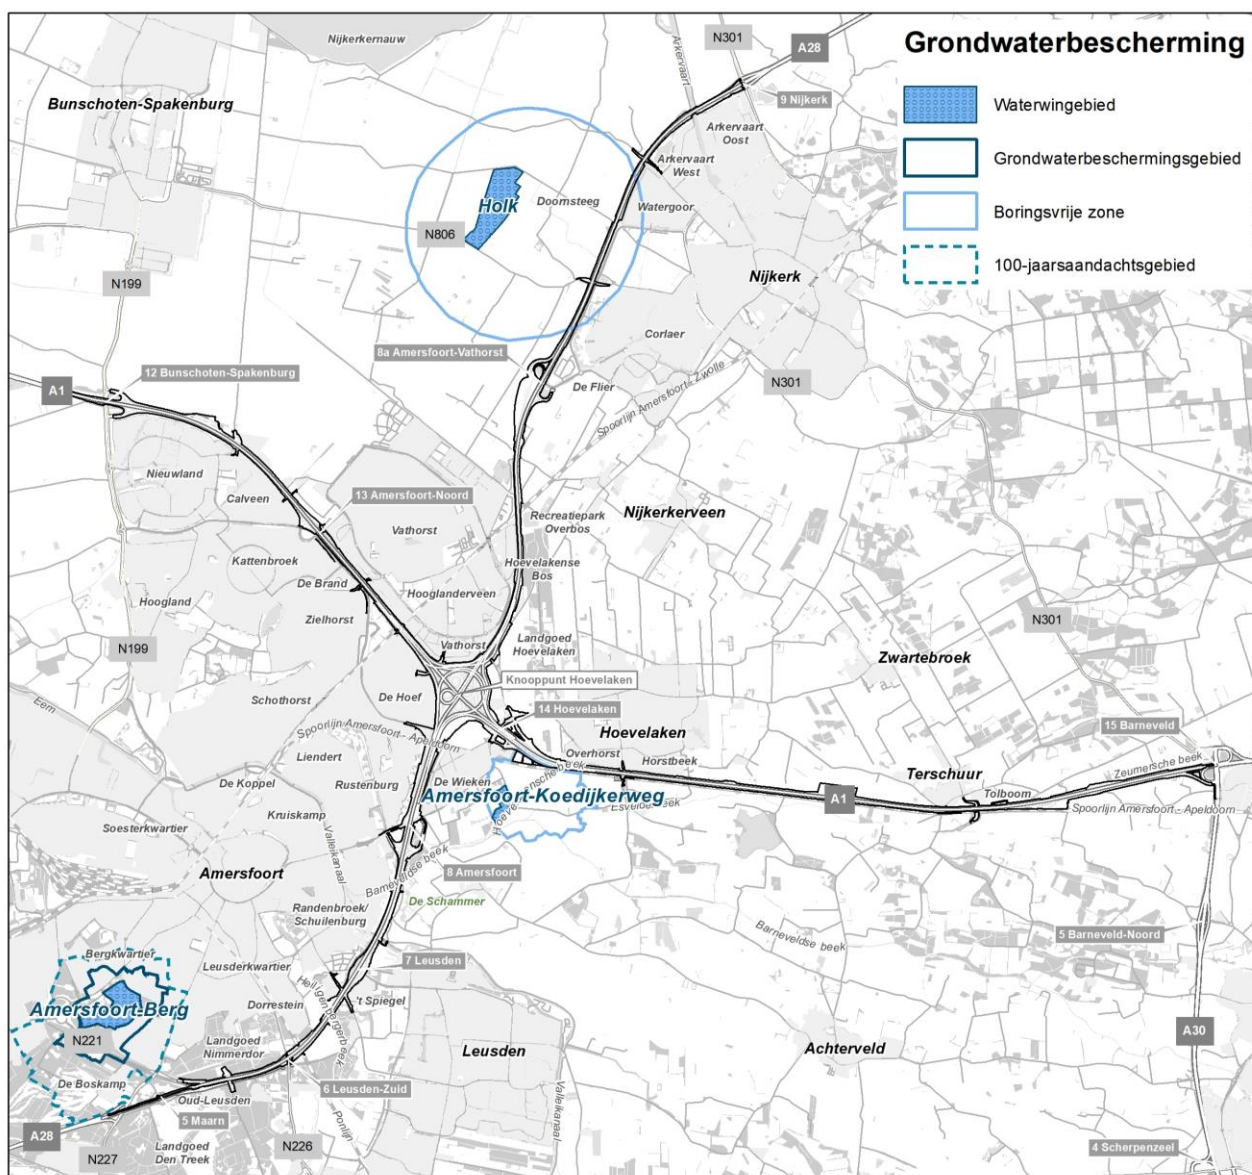 Grondwaterbescherming
Waterwingebied
Grondwaterbeschermingsgebied
Boringsvrije zone
100-jaarsaandachtsgebied
Nijkerkernauw
Arkervaart
N301
A28
9 Nijkerk
Bunschoten-Spakenburg
Arkervaart
Oost
Arkervaart
West
Holk
Doornsteeg
Watergoor
N806
Nijkerk
N199
Corlaer
8a Amersfoort-Vathorst
12 Bunschoten-Spakenburg
A1
De Flier
N301
Spoorlijn Amersfoort - Zwolle
Nieuwland
Calveen
13 Amersfoort-Noord
Vathorst
Recreatiepark
Overbos
Nijkerkerveen
Kattenbroek
De Brand
Hoevelakense
Bos
Hooglanderveen
Hoogland
Zielhorst
N301
N199
Vathorst
Landgoed
Hoevelaken
Zwartebroek
Knooppunt Hoevelaken
Schothorst
De Hoef
Eem
14 Hoevelaken
Hoevelaken
15 Barneveld
Spoorlijn Amersfoort - Apeldoorn
Liendert
Overhorst
Horstbeek
Zeumersche beek
De Koppel
Rustenburg
De Wieken
Terschuur
Tolboom
Amersfoort-Koedijkerweg
A1
Hoevelakenschebeek
Esvelderbeek
Spoorlijn Amersfoort - Apeldoorn
Kruiskamp
Soesterkwartier
Valleikanaal
Amersfoort
Barneveldse beek
8 Amersfoort
De Schammer
Randenbroek/
Schuilenburg
Barneveldse beek
5 Barneveld-Noord
Bergkwartier
Leusderkwartier
7 Leusden
Heiligenbergerbeek
Amersfoort-Berg
Dorrestein
't Spiegel
N221
Landgoed
Nimmerdor
Leusden
Achterveld
A30
De Boskamp
6 Leusden-Zuid
Oud-Leusden
5 Maarn
Ponlijn
Valleikanaal
A28
N227
Landgoed
Den Treek
N226
4 Scherpenzeel